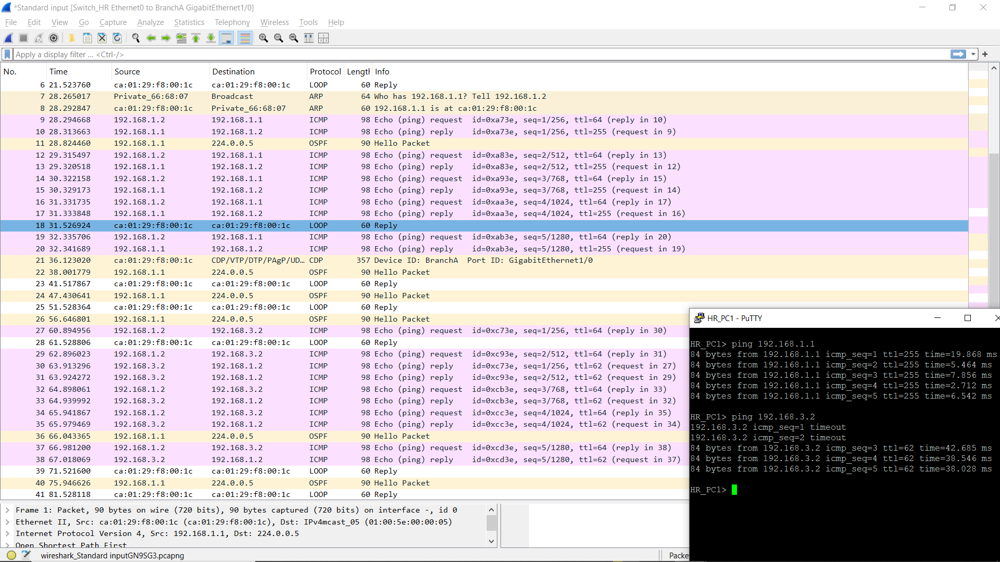 *Standard input [Switch_HR Ethernet0 to BranchA GigabitEthernet1/0]
File Edit View Go Capture Analyze Statistics Telephony Wireless Tools Help
Apply a display filter ... <Ctrl-/>
No. Time Source Destination Protocol Length Info
6 21.523760 ca:01:29:f8:00:1c ca:01:29:f8:00:1c LOOP 60 Reply
7 28.265017 Private_66:68:07 Broadcast ARP 64 Who has 192.168.1.1? Tell 192.168.1.2
8 28.292847 ca:01:29:f8:00:1c Private_66:68:07 ARP 60 192.168.1.1 is at ca:01:29:f8:00:1c
9 28.294668 192.168.1.2 192.168.1.1 ICMP 98 Echo (ping) request id=0xa73e, seq=1/256, ttl=64 (reply in 10)
10 28.313663 192.168.1.1 192.168.1.2 ICMP 98 Echo (ping) reply id=0xa73e, seq=1/256, ttl=255 (request in 9)
11 28.824460 192.168.1.1 224.0.0.5 OSPF 90 Hello Packet
12 29.315497 192.168.1.2 192.168.1.1 ICMP 98 Echo (ping) request id=0xa83e, seq=2/512, ttl=64 (reply in 13)
13 29.320518 192.168.1.1 192.168.1.2 ICMP 98 Echo (ping) reply id=0xa83e, seq=2/512, ttl=255 (request in 12)
14 30.322158 192.168.1.2 192.168.1.1 ICMP 98 Echo (ping) request id=0xa93e, seq=3/768, ttl=64 (reply in 15)
15 30.329173 192.168.1.1 192.168.1.2 ICMP 98 Echo (ping) reply id=0xa93e, seq=3/768, ttl=255 (request in 14)
16 31.331735 192.168.1.2 192.168.1.1 ICMP 98 Echo (ping) request id=0xaa3e, seq=4/1024, ttl=64 (reply in 17)
17 31.333848 192.168.1.1 192.168.1.2 ICMP 98 Echo (ping) reply id=0xaa3e, seq=4/1024, ttl=255 (request in 16)
18 31.526924 ca:01:29:f8:00:1c ca:01:29:f8:00:1c LOOP 60 Reply
19 32.335706 192.168.1.2 192.168.1.1 ICMP 98 Echo (ping) request id=0xab3e, seq=5/1280, ttl=64 (reply in 20)
20 32.341689 192.168.1.1 192.168.1.2 ICMP 98 Echo (ping) reply id=0xab3e, seq=5/1280, ttl=255 (request in 19)
21 36.123020 ca:01:29:f8:00:1c CDP/VTP/DTP/PAgP/UD… CDP 357 Device ID: BranchA Port ID: GigabitEthernet1/0
22 38.001779 192.168.1.1 224.0.0.5 OSPF 90 Hello Packet
23 41.517867 ca:01:29:f8:00:1c ca:01:29:f8:00:1c LOOP 60 Reply
24 47.430641 192.168.1.1 224.0.0.5 OSPF 90 Hello Packet
25 51.528364 ca:01:29:f8:00:1c ca:01:29:f8:00:1c LOOP 60 Reply
26 56.646801 192.168.1.1 224.0.0.5 OSPF 90 Hello Packet
27 60.894956 192.168.1.2 192.168.3.2 ICMP 98 Echo (ping) request id=0xc73e, seq=1/256, ttl=64 (reply in 30)
28 61.528806 ca:01:29:f8:00:1c ca:01:29:f8:00:1c LOOP 60 Reply
29 62.896023 192.168.1.2 192.168.3.2 ICMP 98 Echo (ping) request id=0xc93e, seq=2/512, ttl=64 (reply in 31)
30 63.913296 192.168.3.2 192.168.1.2 ICMP 98 Echo (ping) reply id=0xc73e, seq=1/256, ttl=62 (request in 27)
31 63.924272 192.168.3.2 192.168.1.2 ICMP 98 Echo (ping) reply id=0xc93e, seq=2/512, ttl=62 (request in 29)
32 64.898061 192.168.1.2 192.168.3.2 ICMP 98 Echo (ping) request id=0xcb3e, seq=3/768, ttl=64 (reply in 33)
33 64.939992 192.168.3.2 192.168.1.2 ICMP 98 Echo (ping) reply id=0xcb3e, seq=3/768, ttl=62 (request in 32)
34 65.941867 192.168.1.2 192.168.3.2 ICMP 98 Echo (ping) request id=0xcc3e, seq=4/1024, ttl=64 (reply in 35)
35 65.979469 192.168.3.2 192.168.1.2 ICMP 98 Echo (ping) reply id=0xcc3e, seq=4/1024, ttl=62 (request in 34)
36 66.043365 192.168.1.1 224.0.0.5 OSPF 90 Hello Packet
37 66.981200 192.168.1.2 192.168.3.2 ICMP 98 Echo (ping) request id=0xcd3e, seq=5/1280, ttl=64 (reply in 38)
38 67.018069 192.168.3.2 192.168.1.2 ICMP 98 Echo (ping) reply id=0xcd3e, seq=5/1280, ttl=62 (request in 37)
39 71.521600 ca:01:29:f8:00:1c ca:01:29:f8:00:1c LOOP 60 Reply
40 75.946626 192.168.1.1 224.0.0.5 OSPF 90 Hello Packet
41 81.528118 ca:01:29:f8:00:1c ca:01:29:f8:00:1c LOOP 60 Reply
Frame 1: Packet, 90 bytes on wire (720 bits), 90 bytes captured (720 bits) on interface -, id 0
Ethernet II, Src: ca:01:29:f8:00:1c (ca:01:29:f8:00:1c), Dst: IPv4mcast_05 (01:00:5e:00:00:05)
Internet Protocol Version 4, Src: 192.168.1.1, Dst: 224.0.0.5
Open Shortest Path First
wireshark_Standard inputGN9SG3.pcapng
Packe
HR_PC1 - PuTTY
HR_PC1> ping 192.168.1.1
84 bytes from 192.168.1.1 icmp_seq=1 ttl=255 time=19.868 ms
84 bytes from 192.168.1.1 icmp_seq=2 ttl=255 time=5.464 ms
84 bytes from 192.168.1.1 icmp_seq=3 ttl=255 time=7.856 ms
84 bytes from 192.168.1.1 icmp_seq=4 ttl=255 time=2.712 ms
84 bytes from 192.168.1.1 icmp_seq=5 ttl=255 time=6.542 ms
HR_PC1> ping 192.168.3.2
192.168.3.2 icmp_seq=1 timeout
192.168.3.2 icmp_seq=2 timeout
84 bytes from 192.168.3.2 icmp_seq=3 ttl=62 time=42.685 ms
84 bytes from 192.168.3.2 icmp_seq=4 ttl=62 time=38.546 ms
84 bytes from 192.168.3.2 icmp_seq=5 ttl=62 time=38.028 ms
HR_PC1>